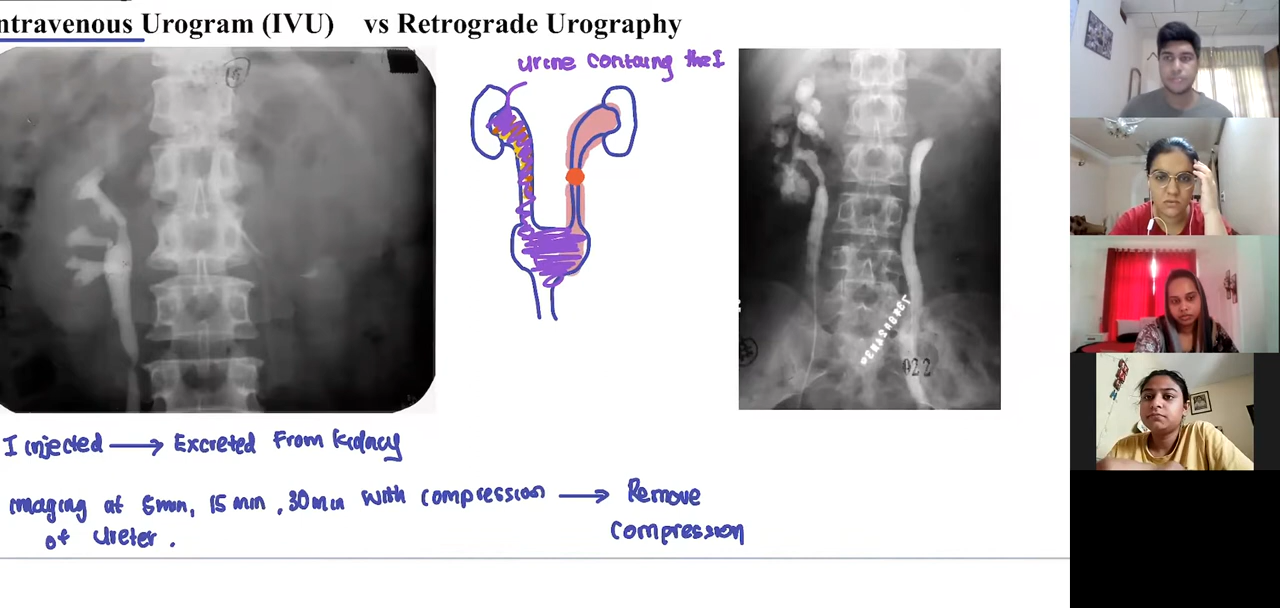 ntravenous Urogram (IVU) vs Retrograde Urography
urine containg the I
022
I injected → Excreted From kidney
imaging at 5min, 15 min, 30min with compression → Remove
of ureter.
compression